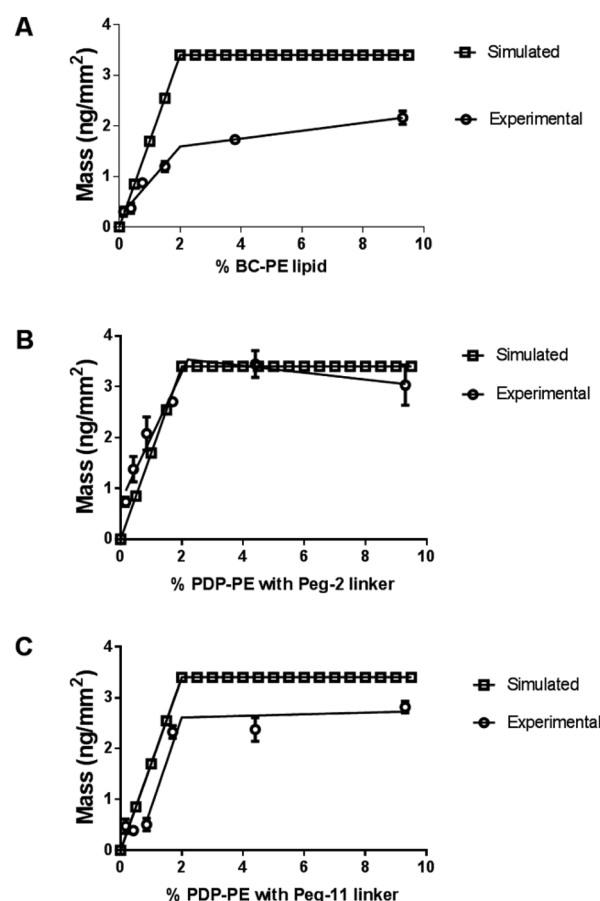 A
Mass (ng/mm²)
4
3
2
1
0
0 2 4 6 8 10
% BC-PE lipid
Simulated
Experimental
B
Mass (ng/mm²)
4
3
2
1
0
0 2 4 6 8 10
% PDP-PE with Peg-2 linker
Simulated
Experimental
C
Mass (ng/mm²)
4
3
2
1
0
0 2 4 6 8 10
% PDP-PE with Peg-11 linker
Simulated
Experimental